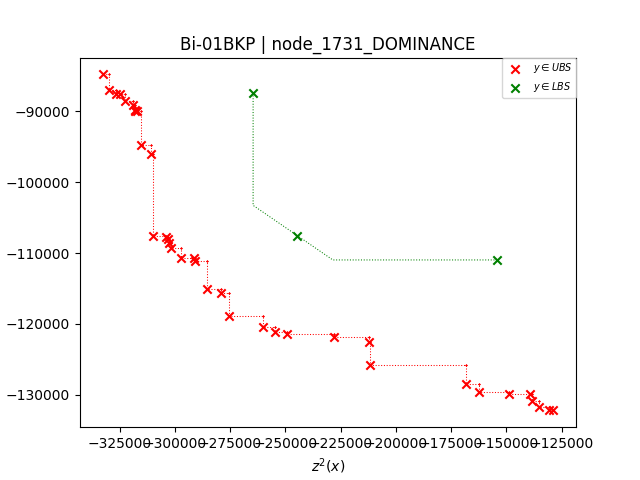 Bi-01BKP | node_1731_DOMINANCE
y ∈ UBS
y ∈ LBS
−90000
−100000
−110000
−120000
−130000
−325000 −300000 −275000 −250000 −225000 −200000 −175000 −150000 −125000
z²(x)